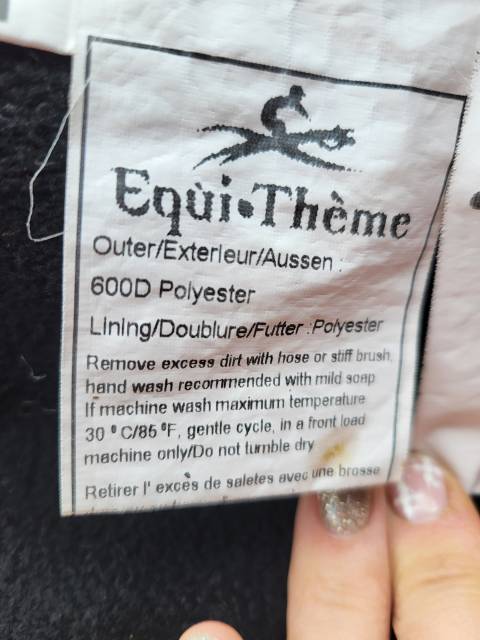 Equi•Thème
Outer/Exterieur/Aussen :
600D Polyester
Lining/Doublure/Futter :Polyester
Remove excess dirt with hose or stiff brush,
hand wash recommended with mild soap
If machine wash maximum temperature
30 °C/86 °F, gentle cycle, in a front load
machine only/Do not tumble dry
Retirer l' excès de saletes avec une brosse